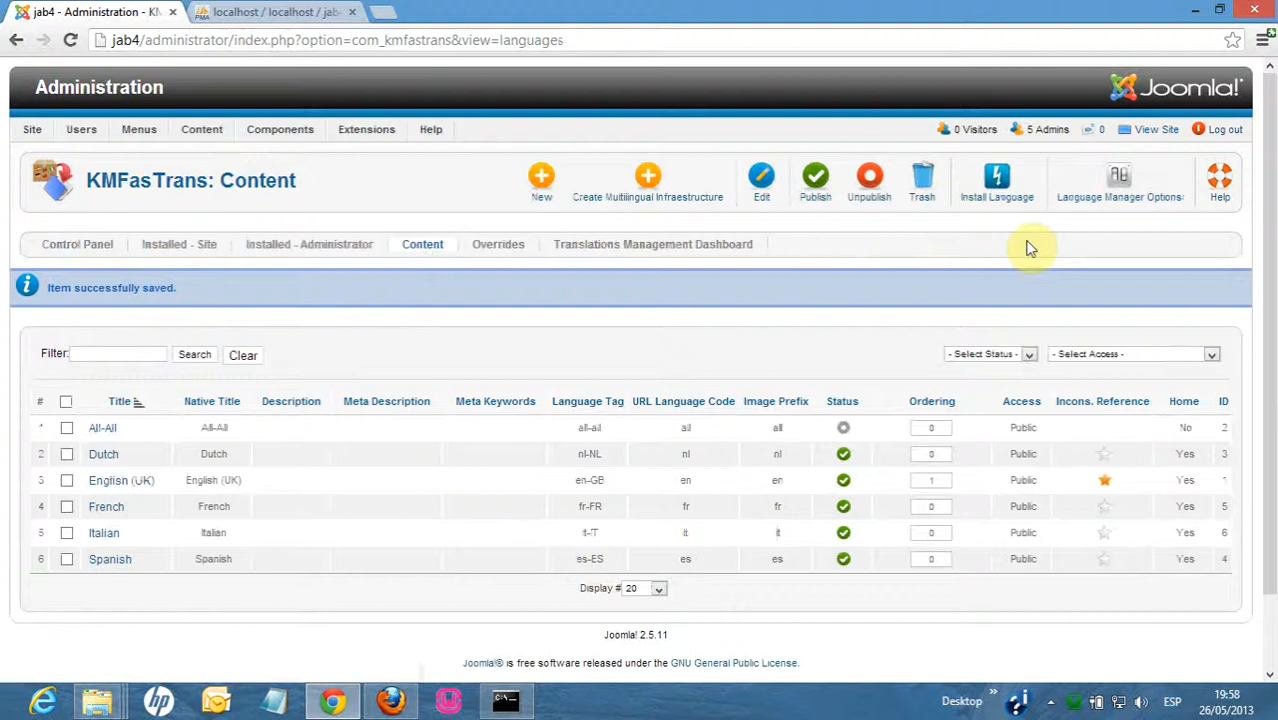 jab4 - Administration - KM
localhost / localhost / jab
jab4/administrator/index.php?option=com_kmfastrans&view=languages
Administration
Joomla!
Site Users Menus Content Components Extensions Help
0 Visitors 5 Admins 0 View Site Log out
KMFasTrans: Content
New Create Multilingual Infraestructure Edit Publish Unpublish Trash Install Language Language Manager Options: Help
Control Panel Installed - Site Installed - Administrator Content Overrides Translations Management Dashboard
Item successfully saved.
Filter: Search Clear - Select Status - - Select Access -
# Title Native Title Description Meta Description Meta Keywords Language Tag URL Language Code Image Prefix Status Ordering Access Incons. Reference Home ID
1 All-All All-All all-all all all 0 Public No 2
2 Dutch Dutch nl-NL nl nl 0 Public Yes 3
3 English (UK) English (UK) en-GB en en 1 Public Yes 1
4 French French fr-FR fr fr 0 Public Yes 5
5 Italian Italian it-IT it it 0 Public Yes 6
6 Spanish Spanish es-ES es es 0 Public Yes 4
Display # 20
Joomla! 2.5.11
Joomla!® is free software released under the GNU General Public License.
Desktop ESP 19:58
26/05/2013